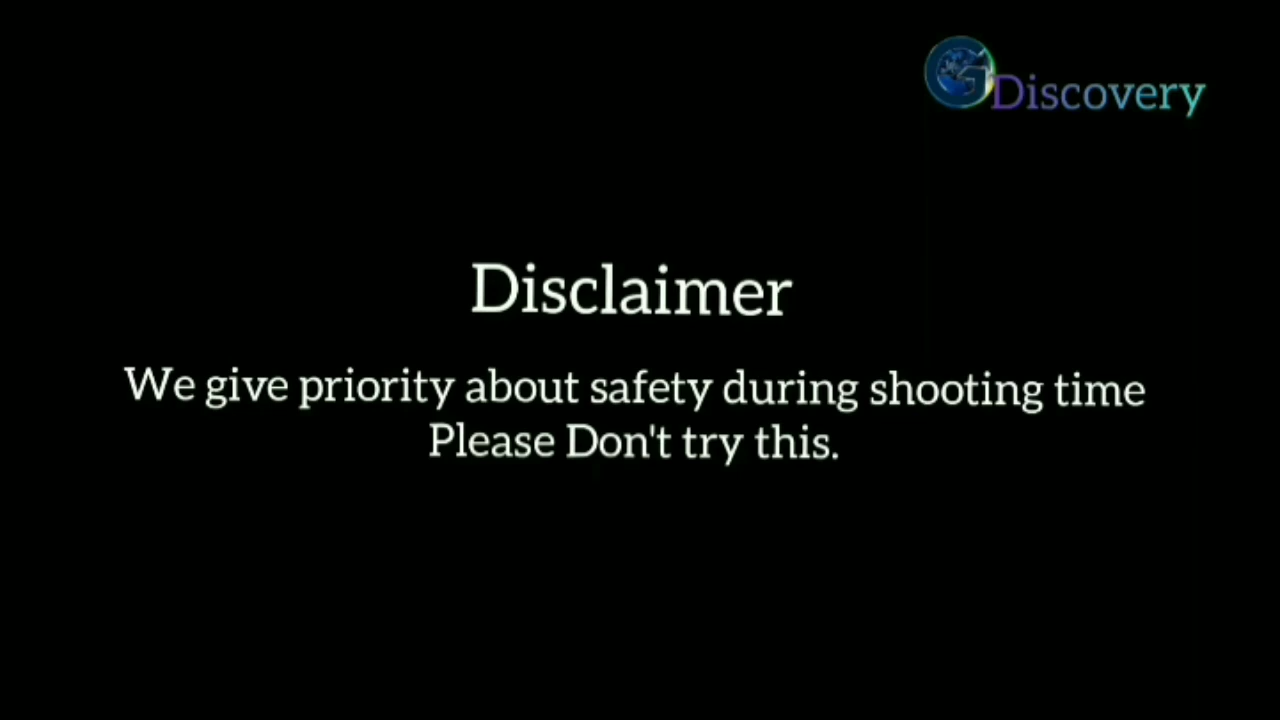 G Discovery
Disclaimer
We give priority about safety during shooting time
Please Don't try this.